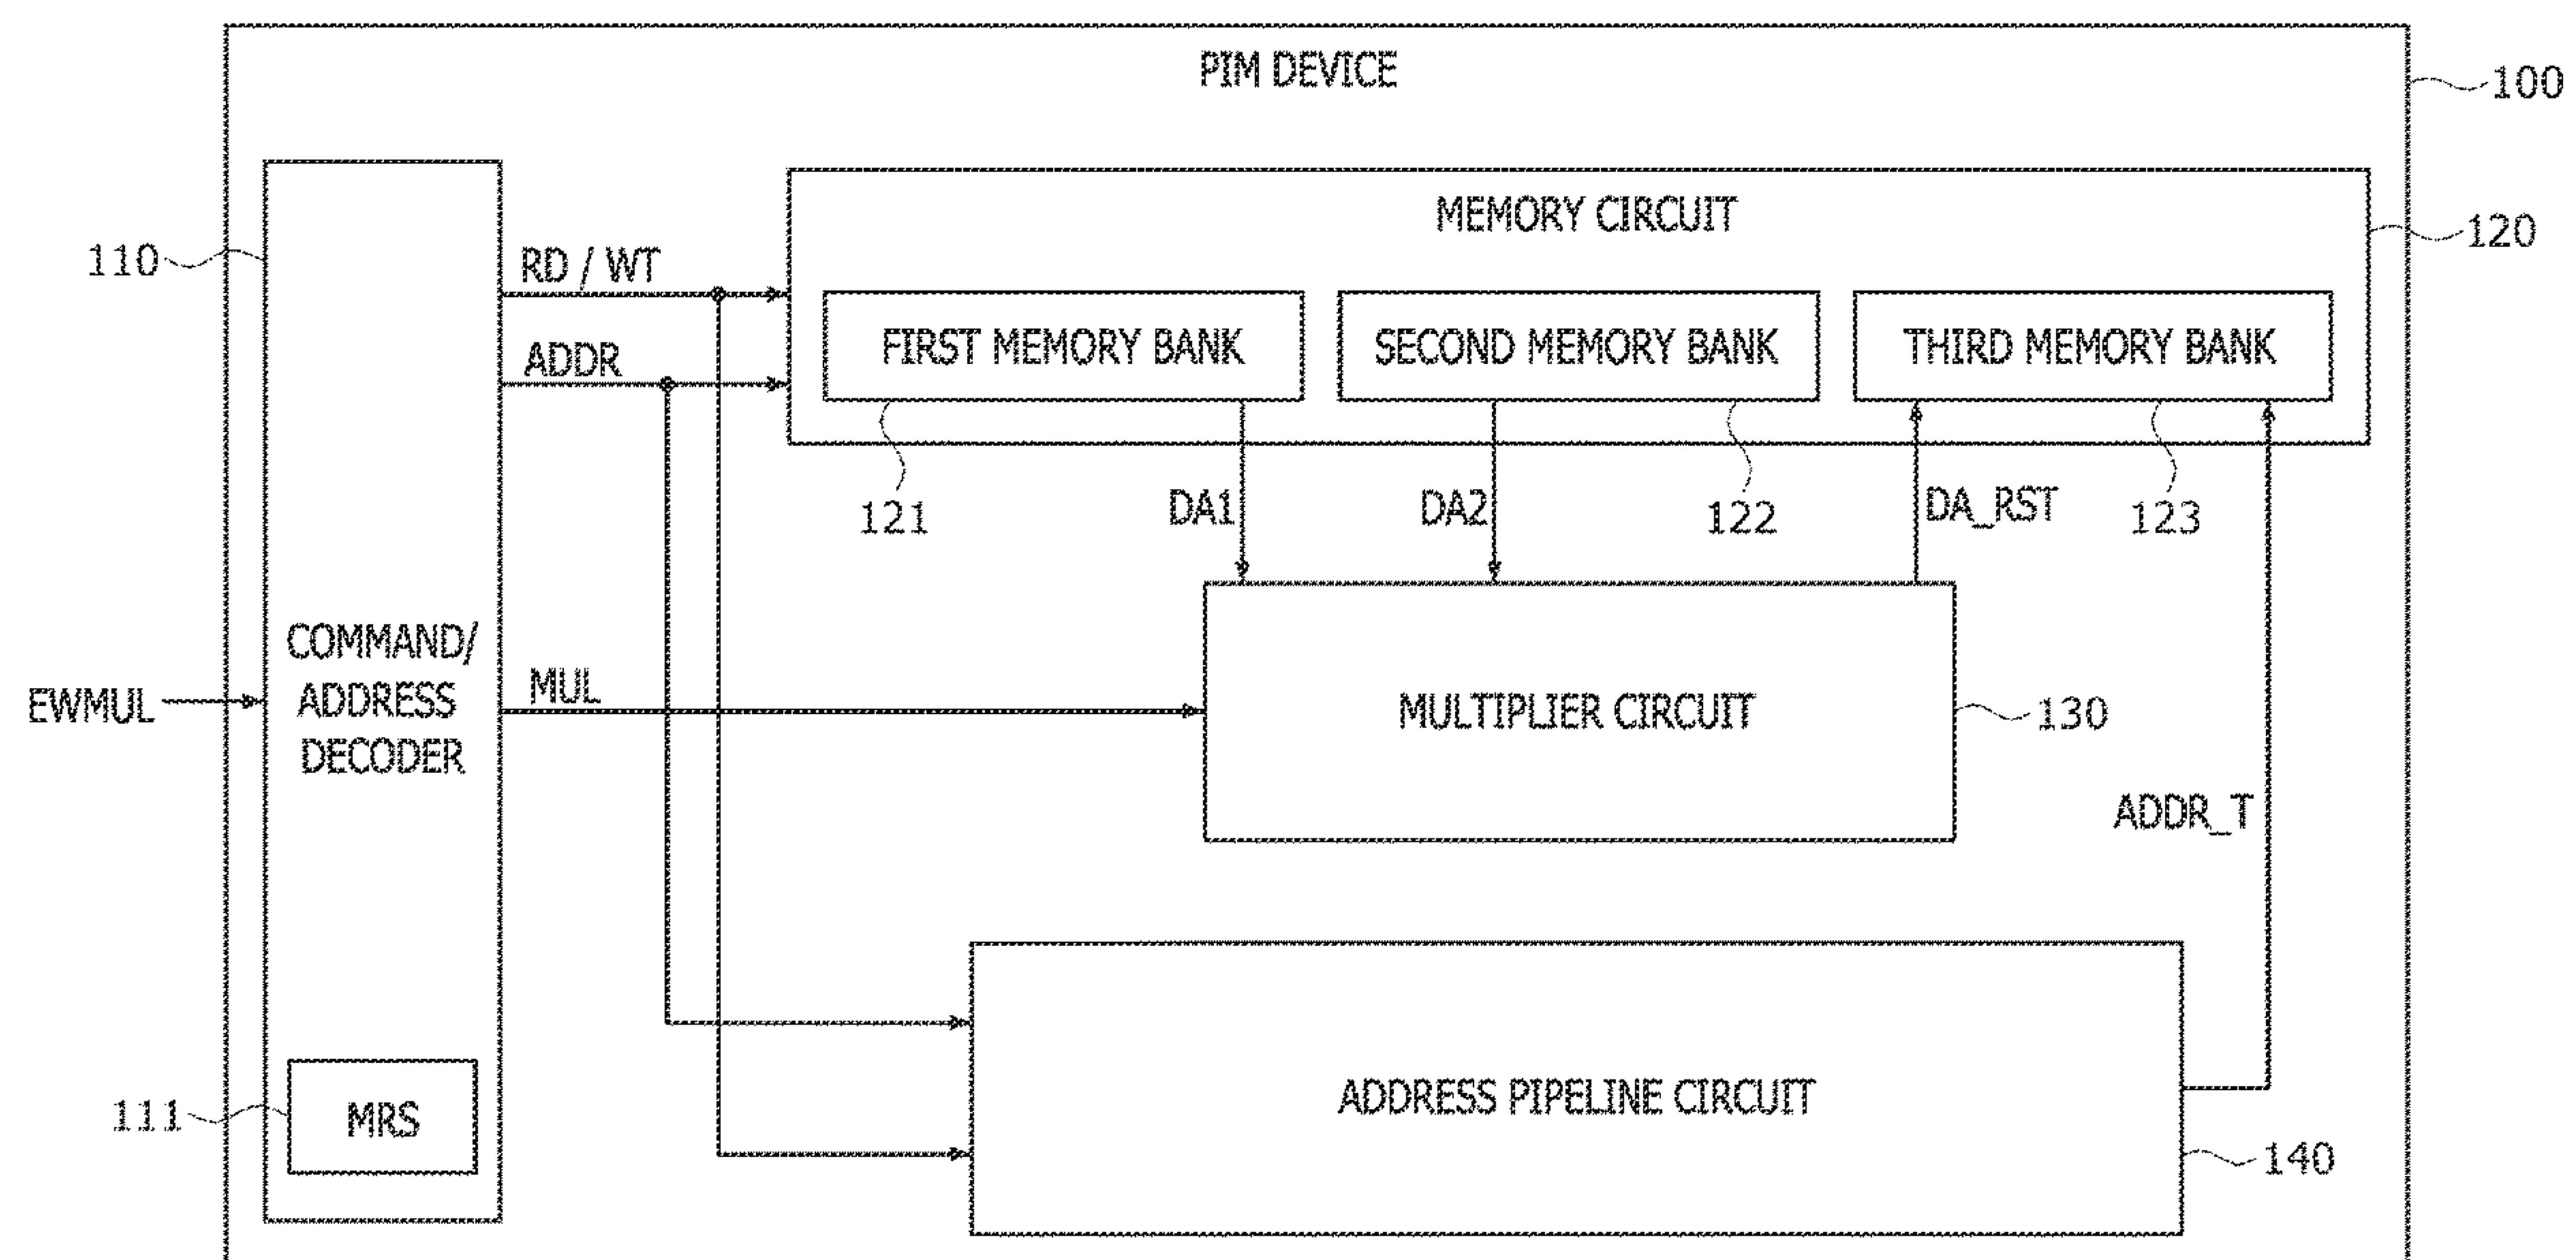 PIM DEVICE
100
MEMORY CIRCUIT
120
110
RD / WT
FIRST MEMORY BANK
SECOND MEMORY BANK
THIRD MEMORY BANK
ADDR
121
DA1
DA2
122
DA_RST
123
COMMAND/
ADDRESS
DECODER
EWMUL
MUL
MULTIPLIER CIRCUIT
130
ADDR_T
ADDRESS PIPELINE CIRCUIT
111
MRS
140